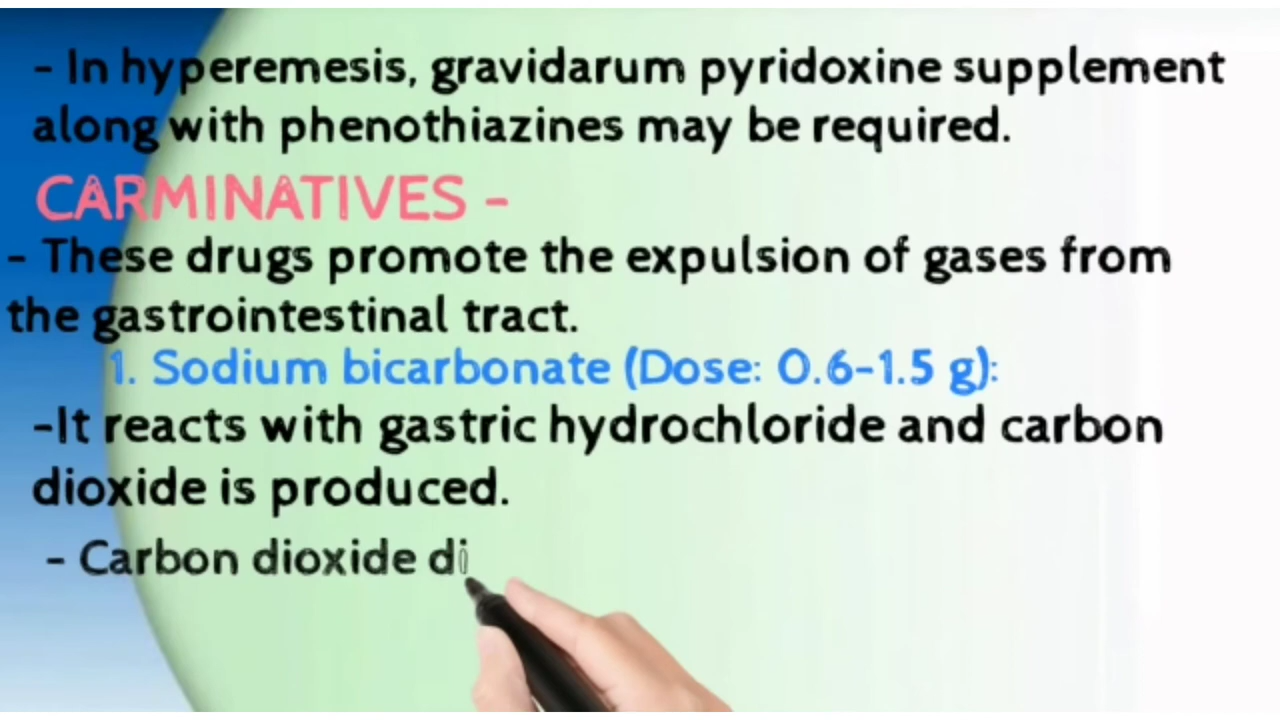 - In hyperemesis, gravidarum pyridoxine supplement
along with phenothiazines may be required.
CARMINATIVES -
- These drugs promote the expulsion of gases from
the gastrointestinal tract.
1. Sodium bicarbonate (Dose: 0.6-1.5 g):
-It reacts with gastric hydrochloride and carbon
dioxide is produced.
- Carbon dioxide di